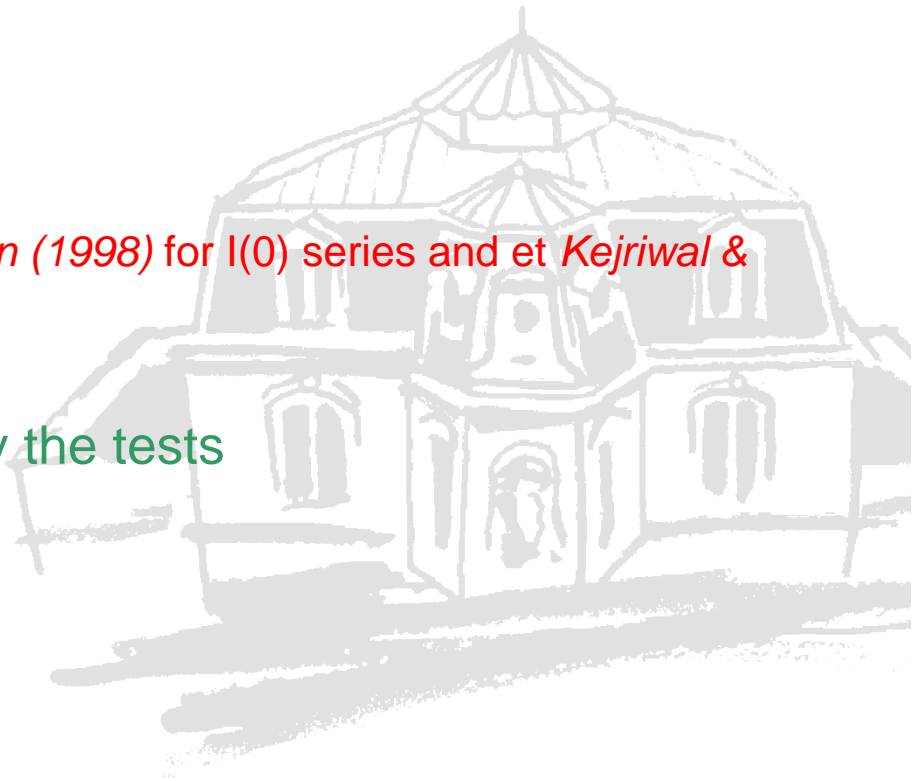 n (1998) for I(0) series and et Kejriwal &
y the tests